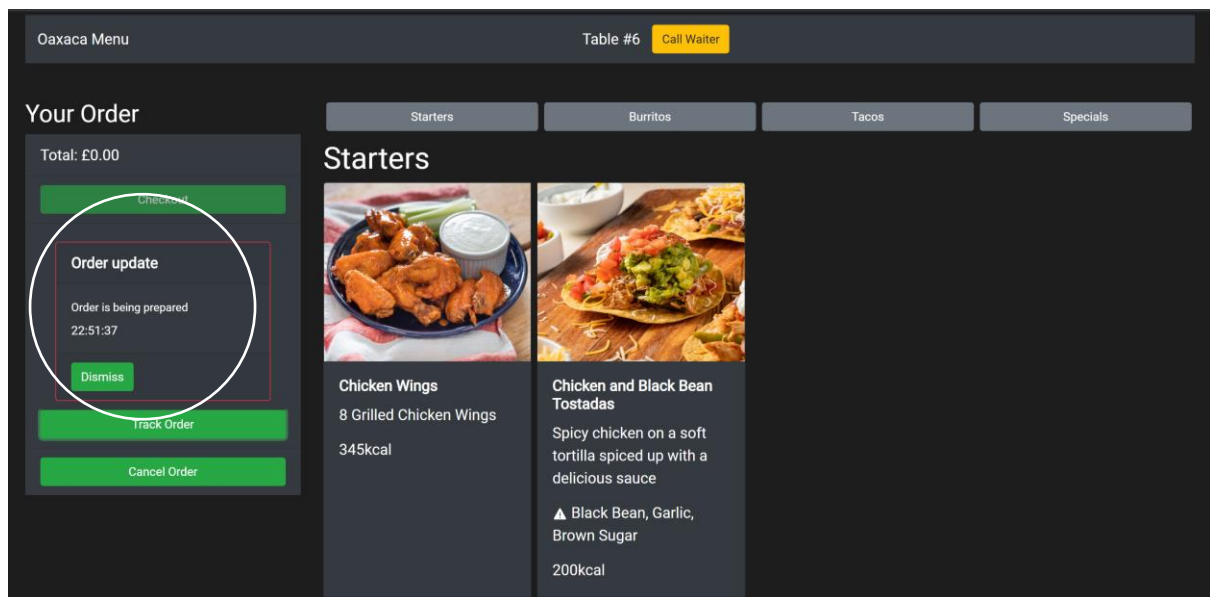 Oaxaca Menu
Table #6
Call Waiter
Your Order
Total: £0.00
Checkout
Order update
Order is being prepared
22:51:37
Dismiss
Track Order
Cancel Order
Starters
Burritos
Tacos
Specials
Starters
Chicken Wings
8 Grilled Chicken Wings
345kcal
Chicken and Black Bean
Tostadas
Spicy chicken on a soft
tortilla spiced up with a
delicious sauce
Black Bean, Garlic,
Brown Sugar
200kcal